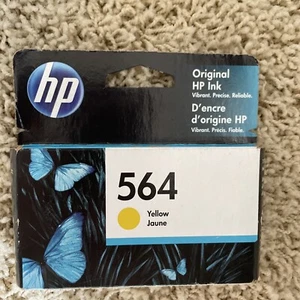 hp
Original
HP Ink
Vibrant. Precise. Reliable.
D'encre
d'origine HP
Vibrant. Précis. Fiable.
564
Yellow
Jaune